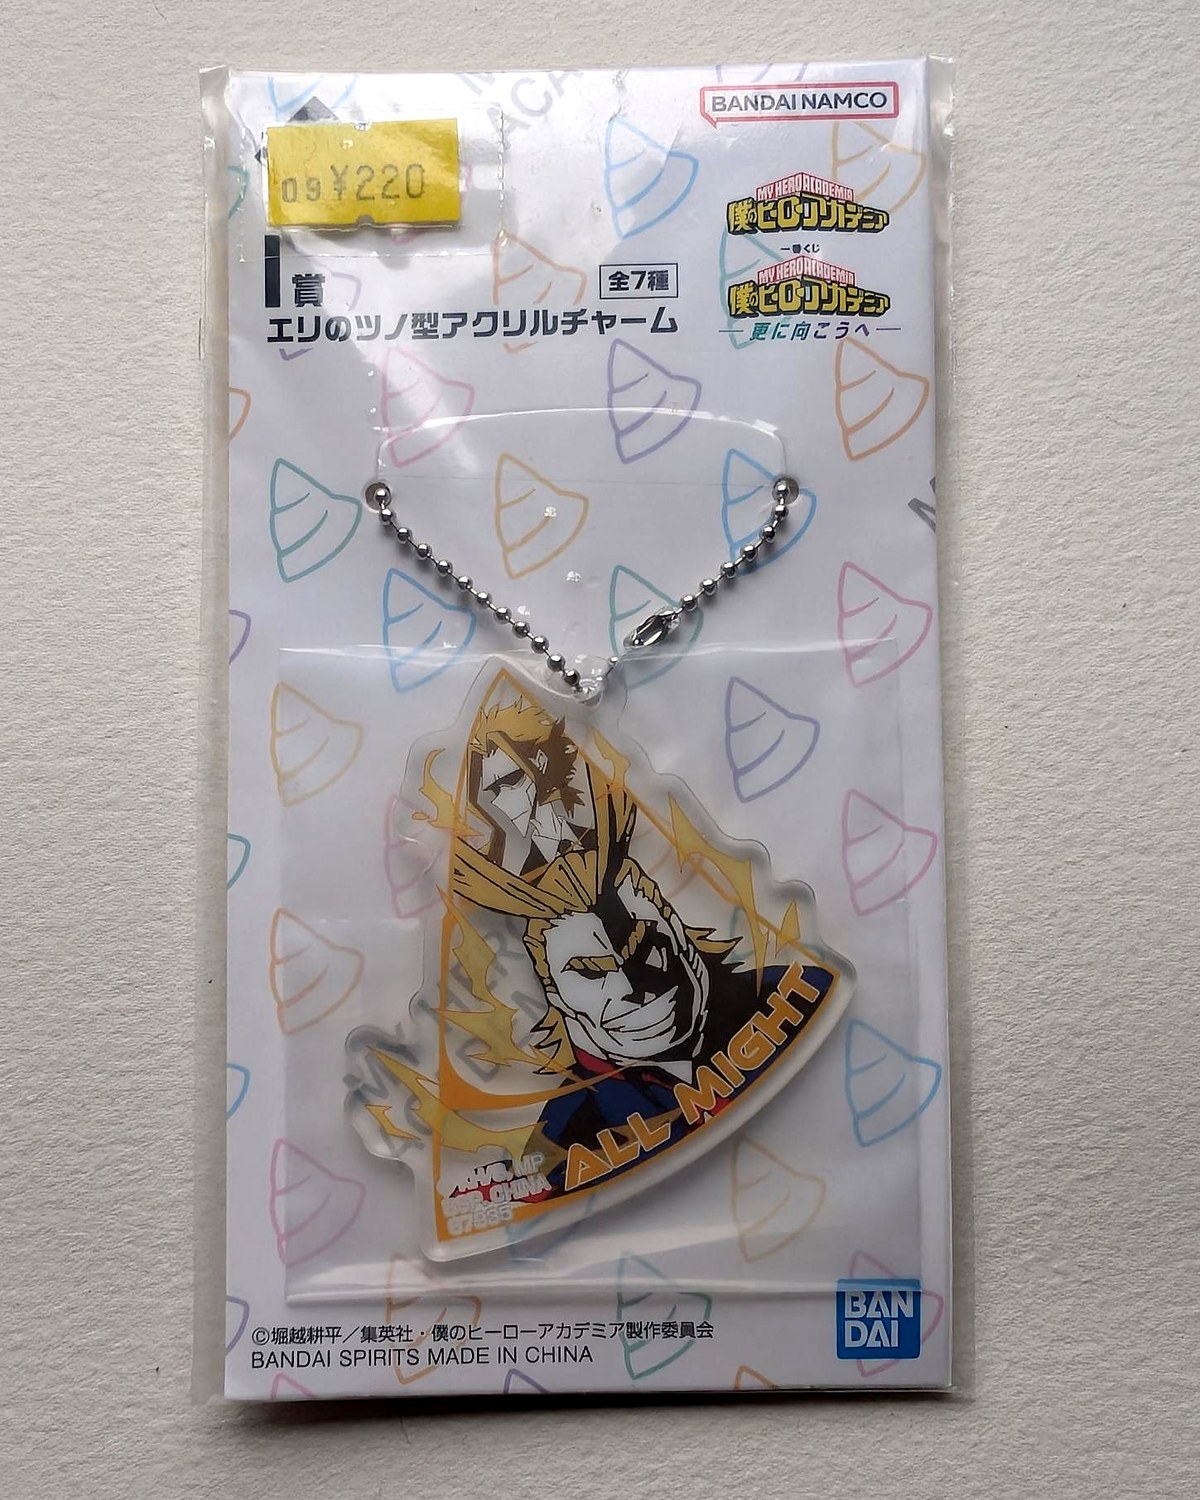 BANDAI NAMCO
09 ¥220
MY HERO ACADEMIA
僕のヒーローアカデミア
一番くじ
MY HERO ACADEMIA
僕のヒーローアカデミア
更に向こうへ
I賞
全7種
エリのツノ型アクリルチャーム
ALL MIGHT
CHINA
©堀越耕平／集英社・僕のヒーローアカデミア製作委員会
BANDAI SPIRITS MADE IN CHINA
BAN
DAI